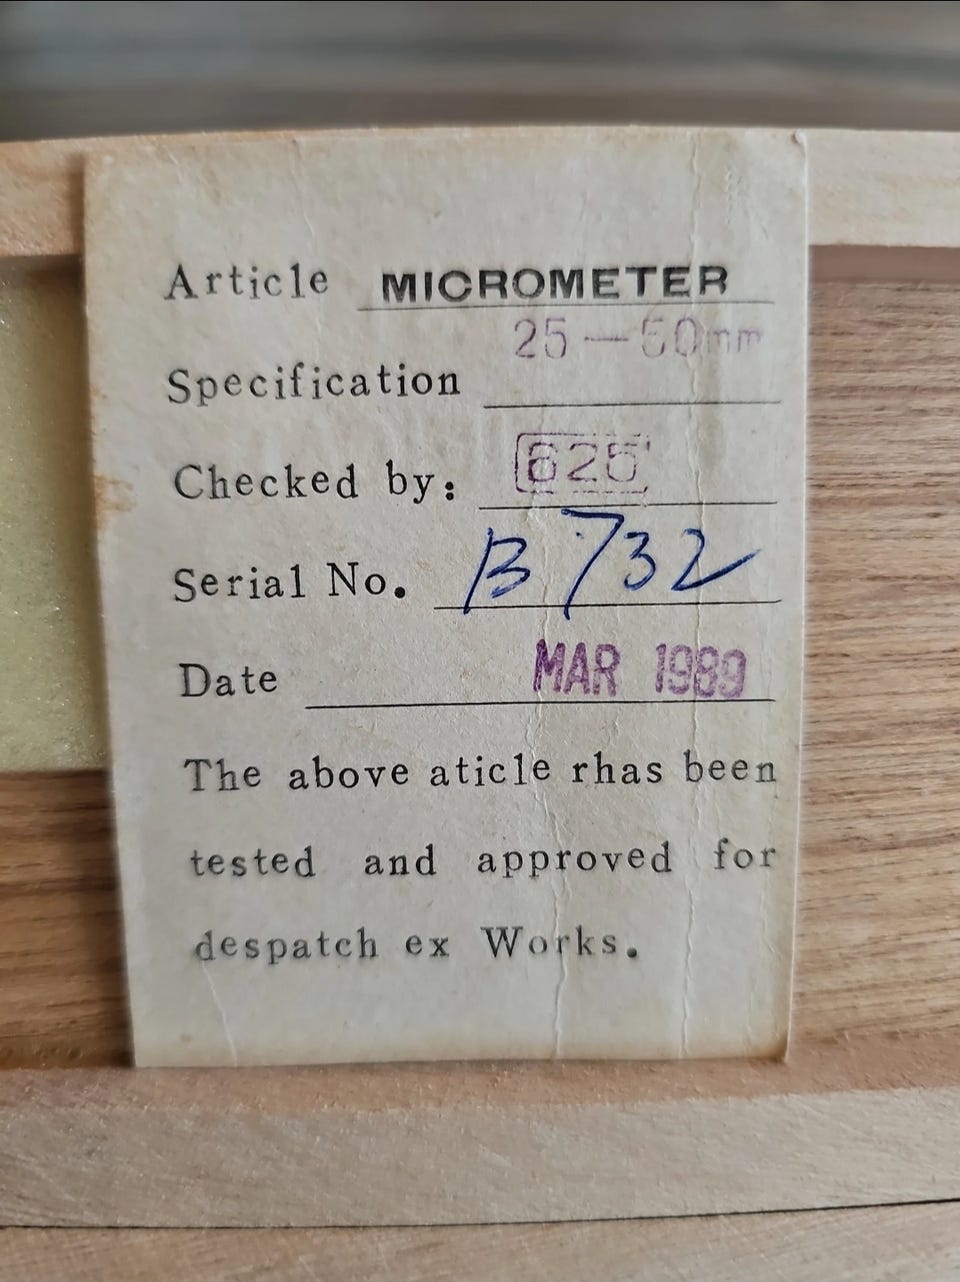 Article MICROMETER
25-50mm
Specification
Checked by: 625
Serial No. B732
Date MAR 1989
The above aticle rhas been
tested and approved for
despatch ex Works.